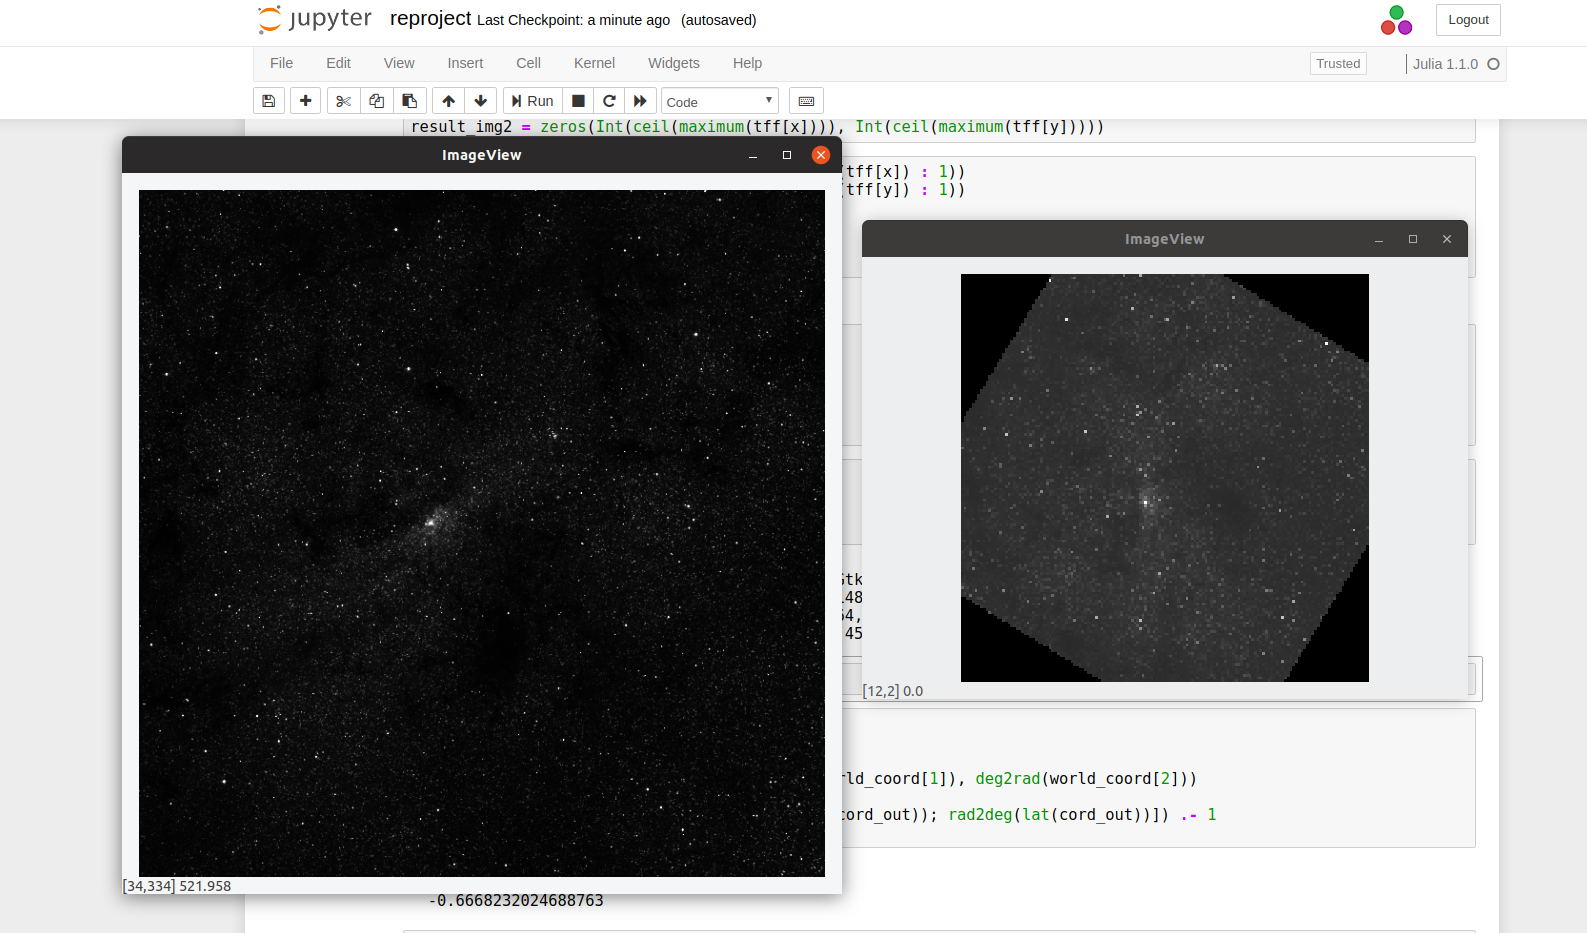 jupyter reproject Last Checkpoint: a minute ago (autosaved)
Logout
File Edit View Insert Cell Kernel Widgets Help
Trusted
Julia 1.1.0
Run
Code
result_img2 = zeros(Int(ceil(maximum(tff[x]))), Int(ceil(maximum(tff[y]))))
ImageView
(tff[x]) : 1))
(tff[y]) : 1))
ImageView
Gtk
148
64,
45
[12,2] 0.0
rld_coord[1]), deg2rad(world_coord[2]))
cord_out)); rad2deg(lat(cord_out))]) .- 1
[34,334] 521.958
-0.6668232024688763